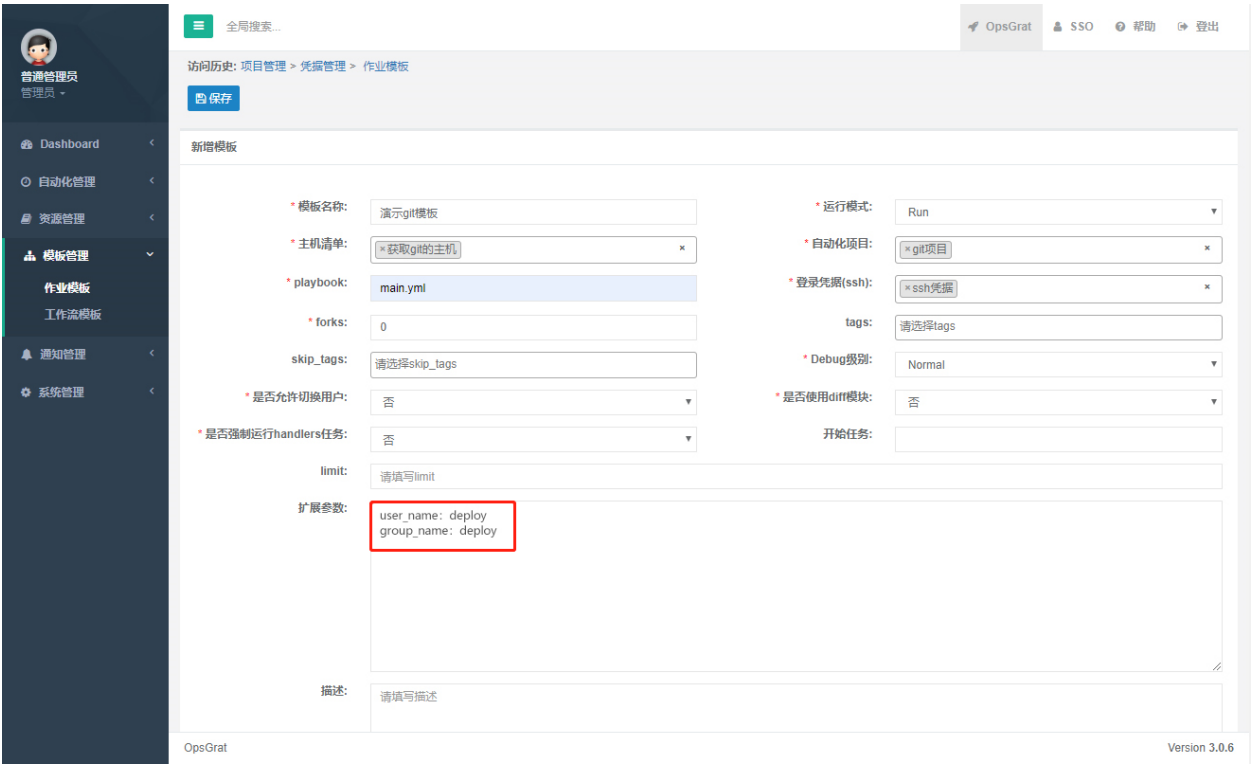 全局搜索...
OpsGrat SSO 帮助 登出
普通管理员
管理员
访问历史: 项目管理 > 凭据管理 > 作业模板
保存
Dashboard
自动化管理
资源管理
模板管理
作业模板
工作流模板
通知管理
系统管理
新增模板
* 模板名称: 演示git模板 * 运行模式: Run
* 主机清单: ×获取git的主机 × * 自动化项目: ×git项目 ×
* playbook: main.yml * 登录凭据(ssh): ×ssh凭据 ×
* forks: 0 tags: 请选择tags
skip_tags: 请选择skip_tags * Debug级别: Normal
* 是否允许切换用户: 否 * 是否使用diff模块: 否
* 是否强制运行handlers任务: 否 开始任务:
limit: 请填写limit
扩展参数: user_name：deploy
group_name：deploy
描述: 请填写描述
OpsGrat Version 3.0.6